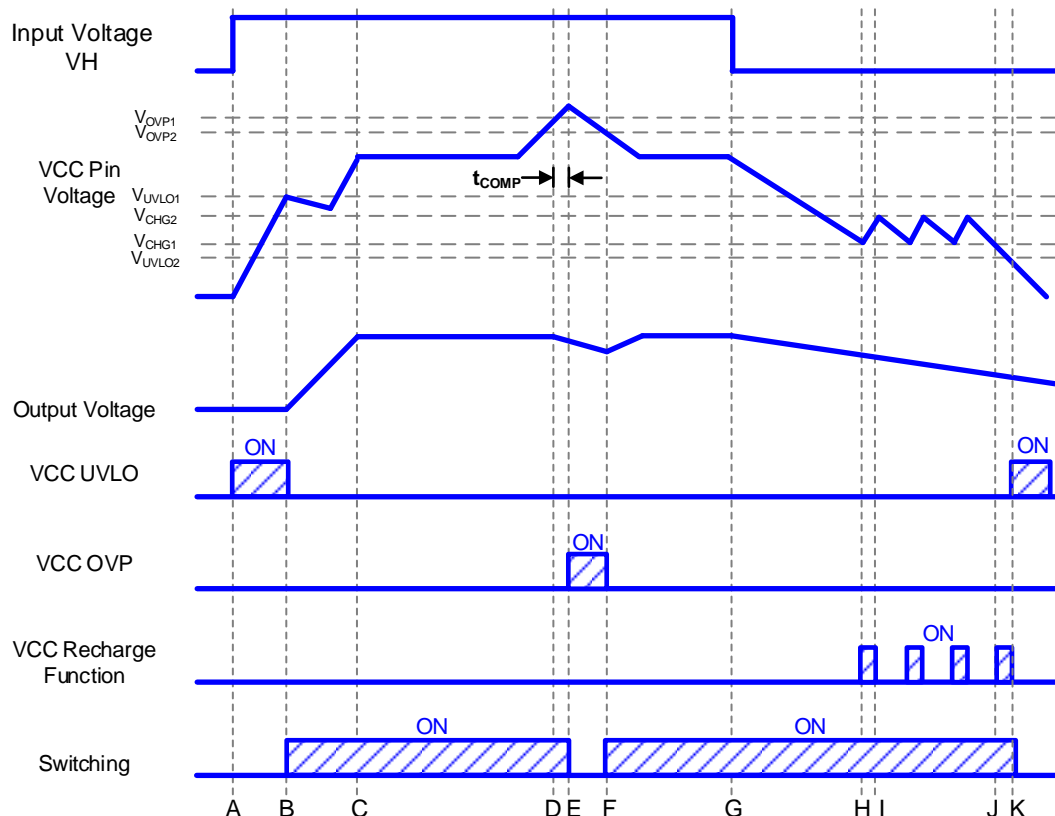 Input Voltage
VH
VOVP1
VOVP2
VCC Pin
Voltage
tCOMP
VUVLO1
VCHG2
VCHG1
VUVLO2
Output Voltage
ON
ON
VCC UVLO
ON
VCC OVP
VCC Recharge
Function
ON
ON
ON
Switching
A B C D E F G H I J K